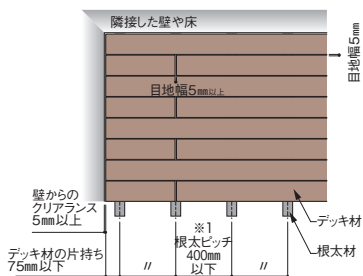 隣接した壁や床
目地幅5㎜
目地幅5㎜以上
壁からの
クリアランス
5㎜以上
※1
根太ピッチ
400㎜
以下
デッキ材
根太材
デッキ材の片持ち
75㎜以下
〃
〃